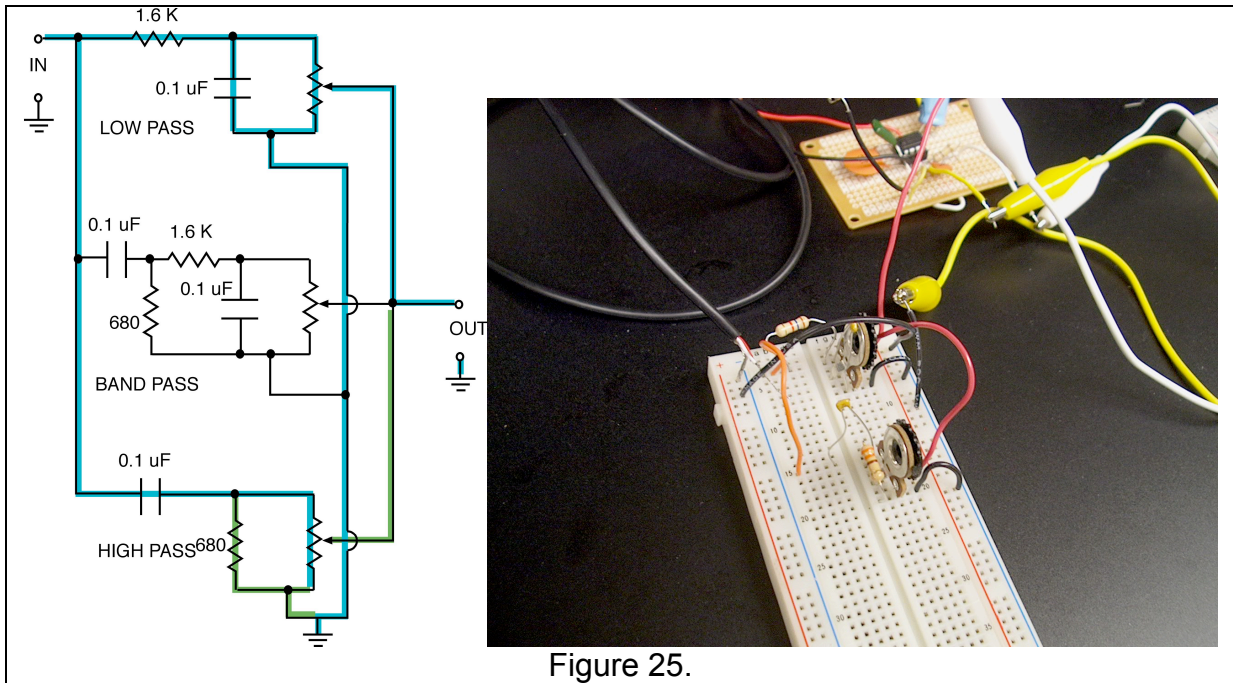 1.6 K
IN
0.1 uF
LOW PASS
0.1 uF
1.6 K
0.1 uF
680
OUT
BAND PASS
0.1 uF
HIGH PASS
680
Figure 25.